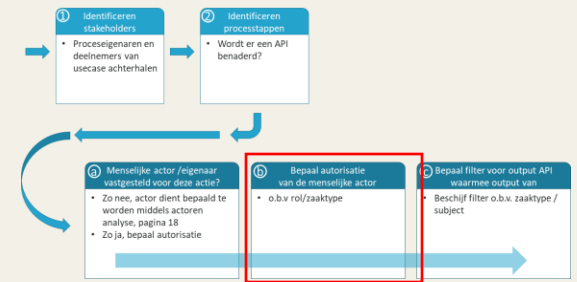 1 Identificeren
stakeholders
• Proceseigenaren en
deelnemers van
usecase achterhalen
2 Identificeren
processtappen
• Wordt er een API
benaderd?
a Menselijke actor /eigenaar
vastgesteld voor deze actie?
• Zo nee, actor dient bepaald te
worden middels actoren
analyse, pagina 18
• Zo ja, bepaal autorisatie
b Bepaal autorisatie
van de menselijke actor
• o.b.v rol/zaaktype
c Bepaal filter voor output API
waarmee output van
• Beschijf filter o.b.v. zaaktype /
subject